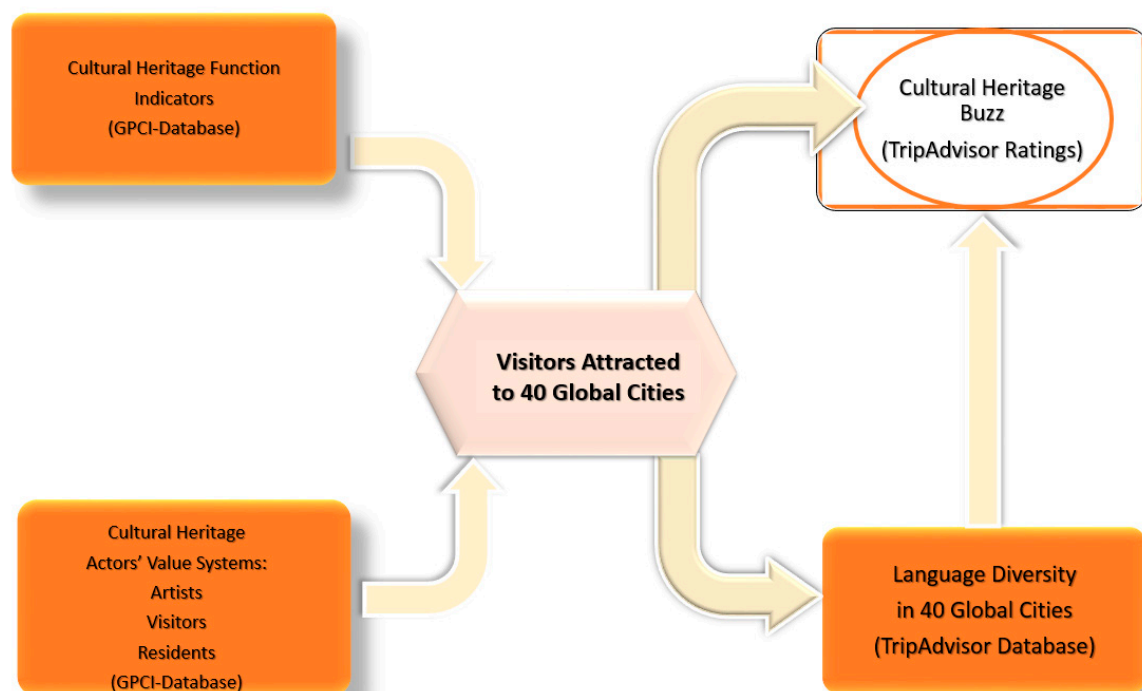 Cultural Heritage Function
Indicators
(GPCI-Database)
Cultural Heritage
Buzz
(TripAdvisor Ratings)
Visitors Attracted
to 40 Global Cities
Cultural Heritage
Actors’ Value Systems:
Artists
Visitors
Residents
(GPCI-Database)
Language Diversity
in 40 Global Cities
(TripAdvisor Database)